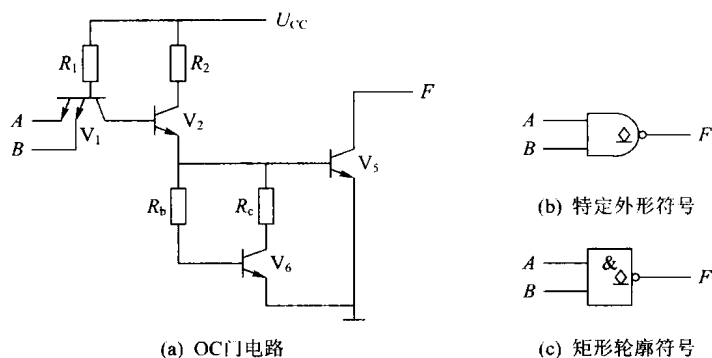 U_CC
R_1
R_2
A
B
V_1
V_2
F
V_5
R_b
R_c
V_6
(a) OC门电路
A
B
F
(b) 特定外形符号
A
B
&
F
(c) 矩形轮廓符号